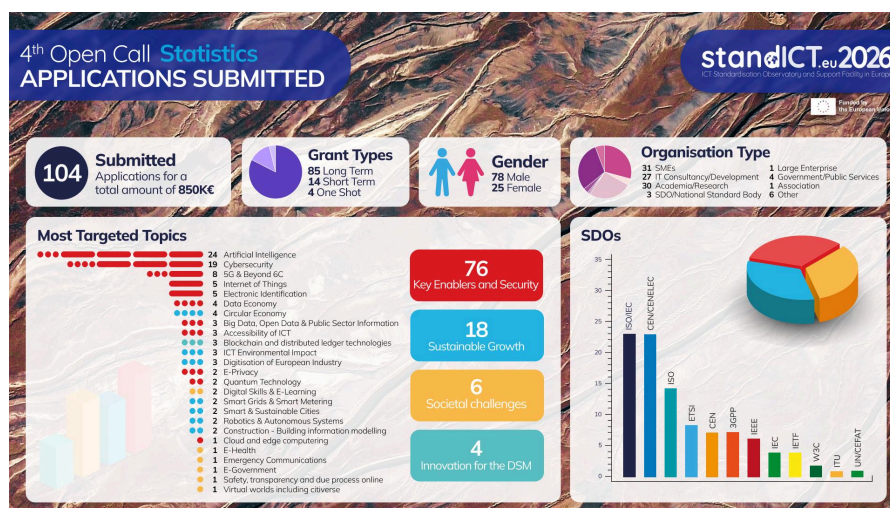 4th Open Call Statistics
APPLICATIONS SUBMITTED
standICT.eu 2026
ICT Standardisation Observatory and Support Facility in Europe
Funded by
the European Union
104
Submitted
Applications for a
total amount of 850K€
Grant Types
85 Long Term
14 Short Term
4 One Shot
Gender
78 Male
25 Female
Organisation Type
31 SMEs
27 IT Consultancy/Development
30 Academia/Research
3 SDO/National Standard Body
1 Large Enterprise
4 Government/Public Services
1 Association
6 Other
Most Targeted Topics
24 Artificial Intelligence
19 Cybersecurity
8 5G & Beyond 6C
5 Internet of Things
5 Electronic Identification
4 Data Economy
4 Circular Economy
3 Big Data, Open Data & Public Sector Information
3 Accessibility of ICT
3 Blockchain and distributed ledger technologies
3 ICT Environmental Impact
3 Digitisation of European Industry
2 E-Privacy
2 Quantum Technology
2 Digital Skills & E-Learning
2 Smart Grids & Smart Metering
2 Smart & Sustainable Cities
2 Robotics & Autonomous Systems
2 Construction - Building information modelling
1 Cloud and edge computering
1 E-Health
1 Emergency Communications
1 E-Government
1 Safety, transparency and due process online
1 Virtual worlds including citiverse
76
Key Enablers and Security
18
Sustainable Growth
6
Societal challenges
4
Innovation for the DSM
SDOs
35
30
25
20
15
10
5
0
ISO/IEC
CEN/CENELEC
ISO
ETSI
CEN
3GPP
IEEE
IEC
IETF
W3C
ITU
UN/CEFAT